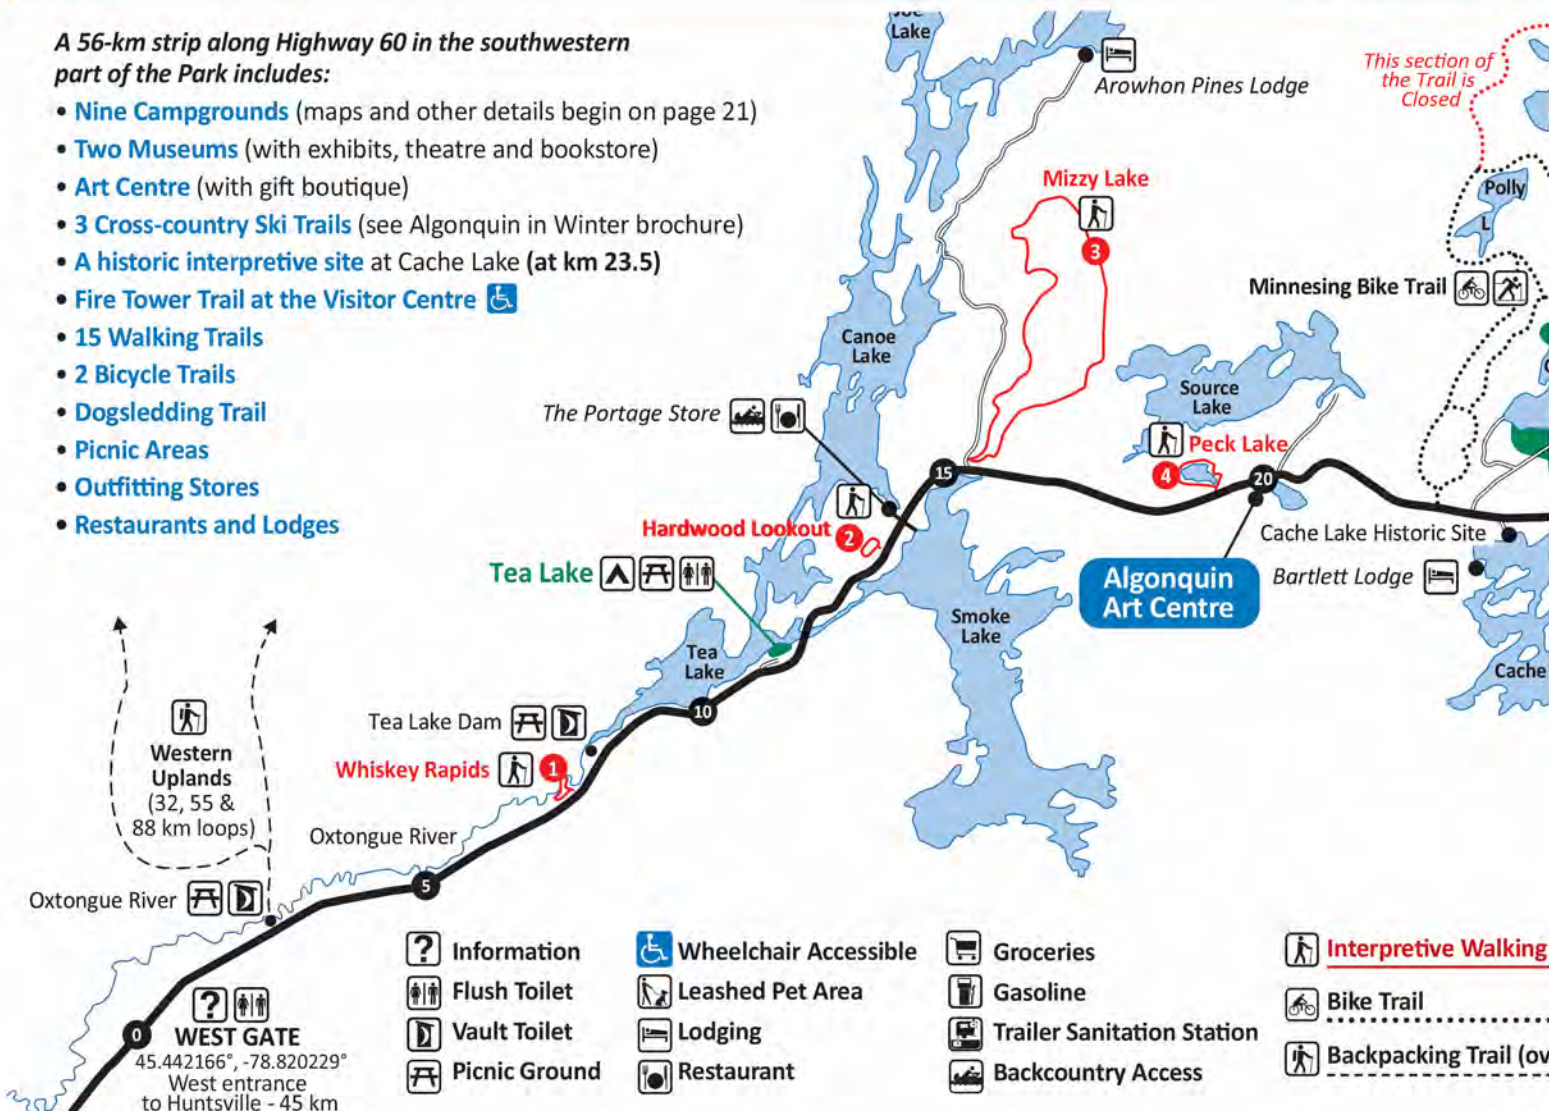 A 56-km strip along Highway 60 in the southwestern
part of the Park includes:
• Nine Campgrounds (maps and other details begin on page 21)
• Two Museums (with exhibits, theatre and bookstore)
• Art Centre (with gift boutique)
• 3 Cross-country Ski Trails (see Algonquin in Winter brochure)
• A historic interpretive site at Cache Lake (at km 23.5)
• Fire Tower Trail at the Visitor Centre
• 15 Walking Trails
• 2 Bicycle Trails
• Dogsledding Trail
• Picnic Areas
• Outfitting Stores
• Restaurants and Lodges
Joe
Lake
Arowhon Pines Lodge
This section of
the Trail is
Closed
Mizzy Lake
3
Polly
L
Minnesing Bike Trail
Canoe
Lake
Source
Lake
The Portage Store
Peck Lake
4
15
20
Hardwood Lookout
2
Cache Lake Historic Site
Tea Lake
Algonquin
Art Centre
Bartlett Lodge
Smoke
Lake
Tea
Lake
Cache
10
Tea Lake Dam
Whiskey Rapids
1
Western
Uplands
(32, 55 &
88 km loops)
Oxtongue River
5
Oxtongue River
0
?
WEST GATE
45.442166°, -78.820229°
West entrance
to Huntsville - 45 km
? Information
Flush Toilet
Vault Toilet
Picnic Ground
Wheelchair Accessible
Leashed Pet Area
Lodging
Restaurant
Groceries
Gasoline
Trailer Sanitation Station
Backcountry Access
Interpretive Walking
Bike Trail
Backpacking Trail (ov